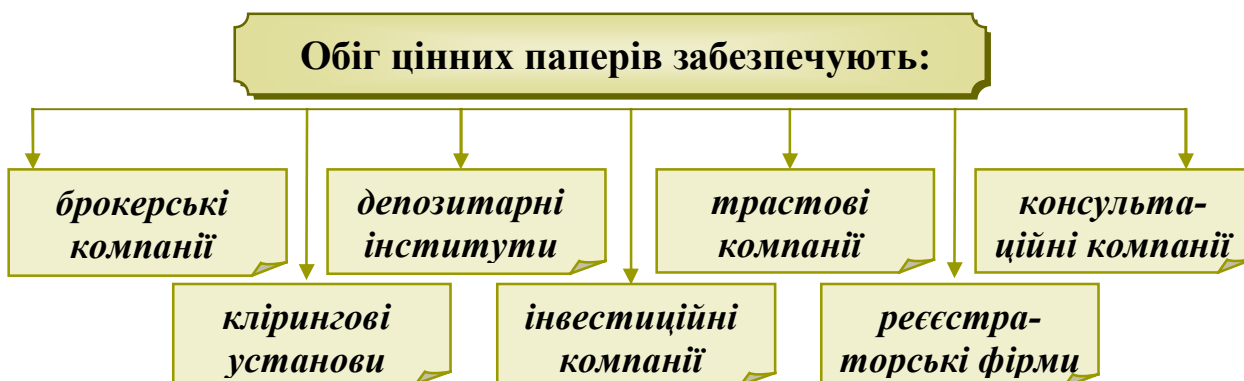 Обіг цінних паперів забезпечують:
брокерські
компанії
депозитарні
інститути
трастові
компанії
консульта-
ційні компанії
клірингові
установи
інвестиційні
компанії
реєєстра-
торські фірми